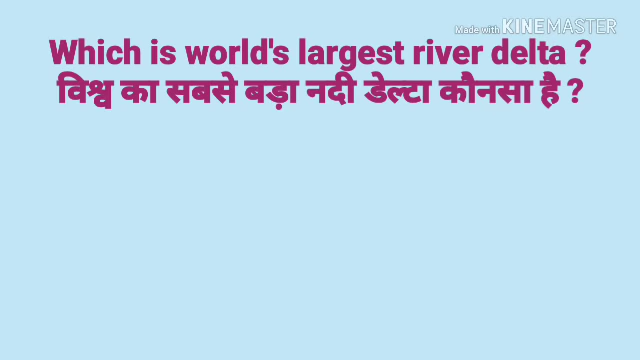 Made with KINEMASTER
Which is world's largest river delta ?
विश्व का सबसे बड़ा नदी डेल्टा कौनसा है ?